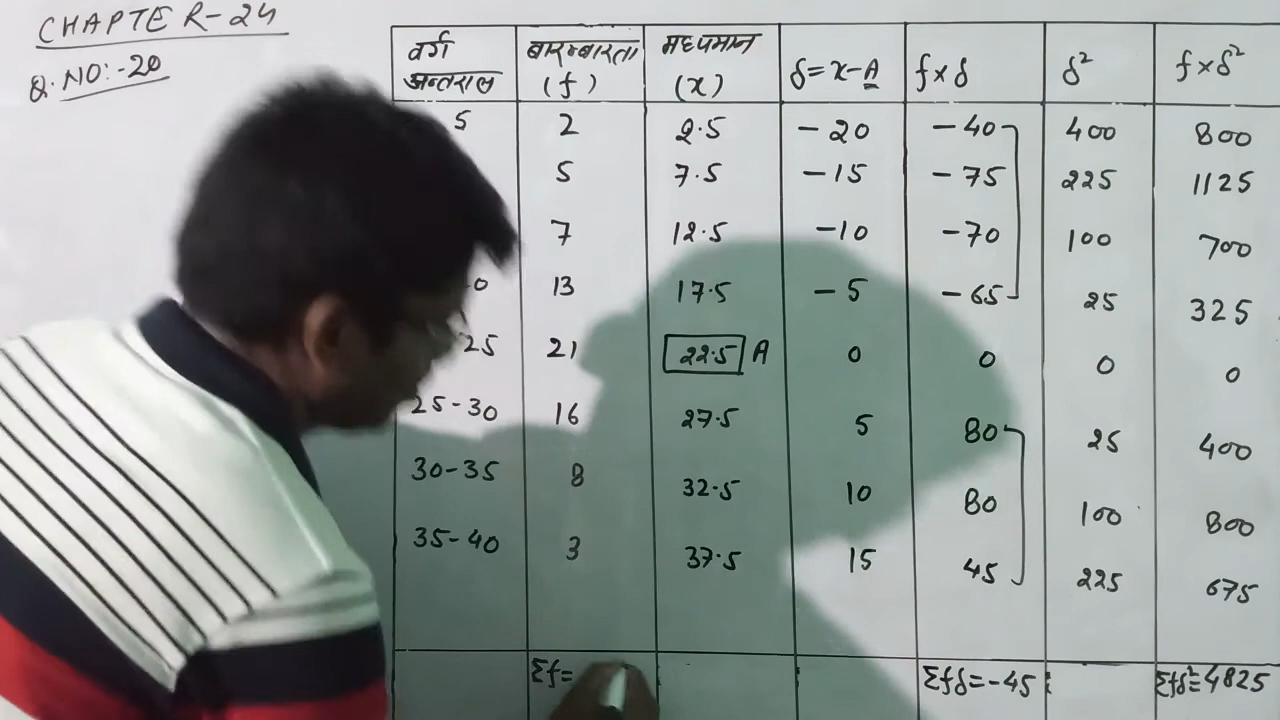 CHAPTER-24
Q.NO:-20
वर्ग अन्तराल बारम्बारता (f) मध्यमान (x) δ=x-A f×δ δ² f×δ²
5 2 2.5 -20 -40 400 800
5 7.5 -15 -75 225 1125
7 12.5 -10 -70 100 700
0 13 17.5 -5 -65 25 325
25 21 22.5 A 0 0 0 0
25-30 16 27.5 5 80 25 400
30-35 8 32.5 10 80 100 800
35-40 3 37.5 15 45 225 675
Σf= Σfδ=-45 Σfδ²=4825